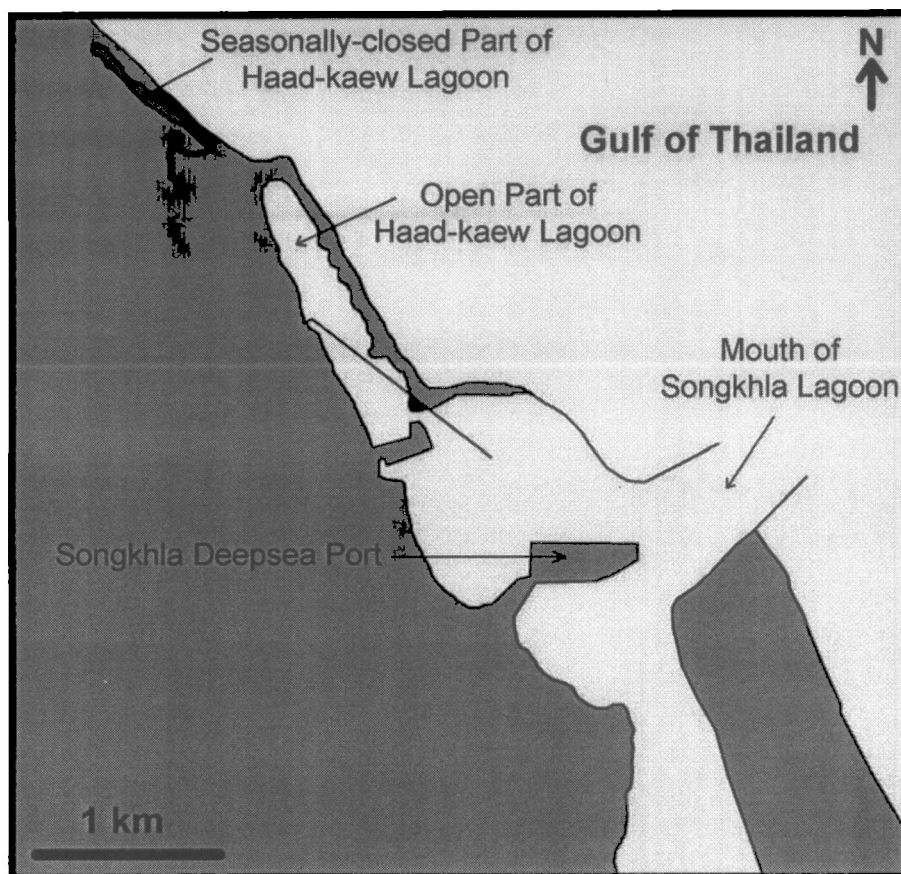 Seasonally-closed Part of
Haad-kaew Lagoon
N
Gulf of Thailand
Open Part of
Haad-kaew Lagoon
Mouth of
Songkhla Lagoon
Songkhla Deepsea Port
1 km